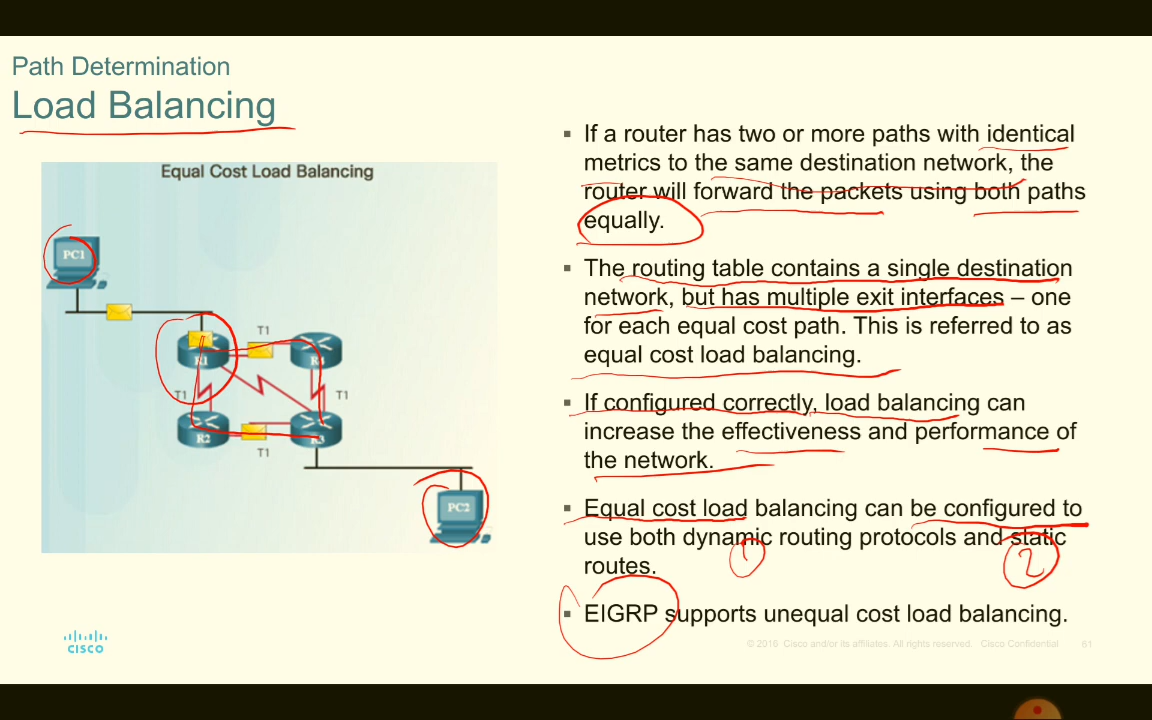 Path Determination
Load Balancing
Equal Cost Load Balancing
PC1
T1
R1
R4
T1
T1
R2
R3
T1
PC2
If a router has two or more paths with identical
metrics to the same destination network, the
router will forward the packets using both paths
equally.
The routing table contains a single destination
network, but has multiple exit interfaces – one
for each equal cost path. This is referred to as
equal cost load balancing.
If configured correctly, load balancing can
increase the effectiveness and performance of
the network.
Equal cost load balancing can be configured to
use both dynamic routing protocols and static
routes.
1
2
EIGRP supports unequal cost load balancing.
CISCO
© 2016 Cisco and/or its affiliates. All rights reserved. Cisco Confidential
61